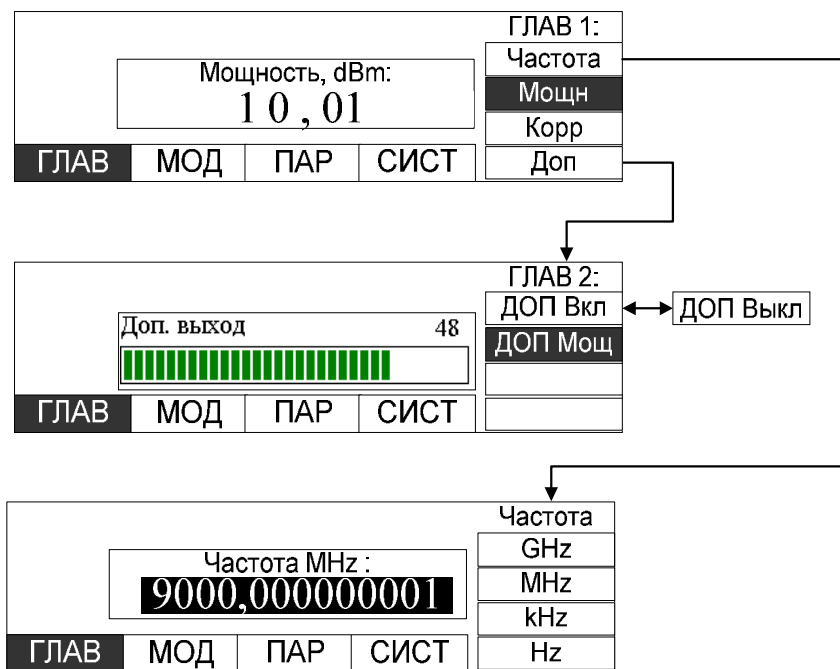 ГЛАВ 1:
Частота
Мощность, dBm:
10,01
Мощн
Корр
Доп
ГЛАВ МОД ПАР СИСТ
ГЛАВ 2:
ДОП Вкл
ДОП Выкл
Доп. выход 48
ДОП Мощ
ГЛАВ МОД ПАР СИСТ
Частота
GHz
Частота MHz :
9000,000000001
MHz
kHz
Hz
ГЛАВ МОД ПАР СИСТ